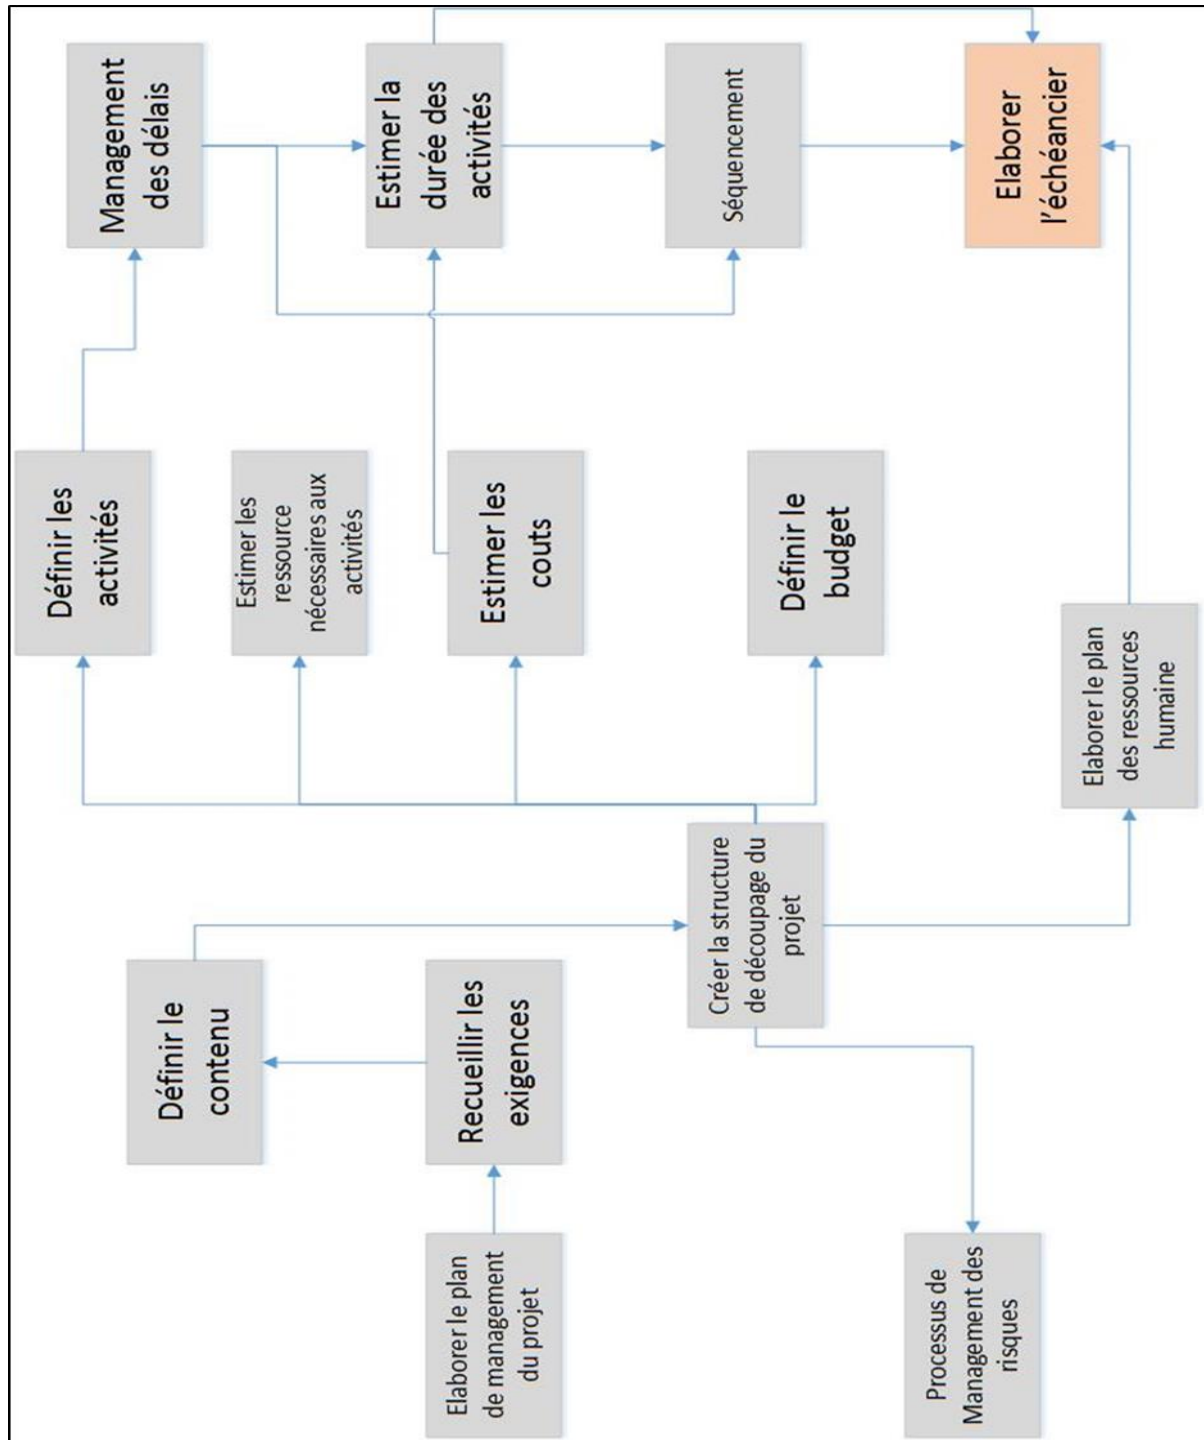 Elaborer le plan
de management
du projet
Recueillir les
exigences
Définir le
contenu
Créer la structure
de découpage du
projet
Processus de
Management des
risques
Définir les
activités
Estimer les
ressource
nécessaires aux
activités
Estimer les
couts
Définir le
budget
Elaborer le plan
des ressources
humaine
Management
des délais
Estimer la
durée des
activités
Séquencement
Elaborer
l'échéancier